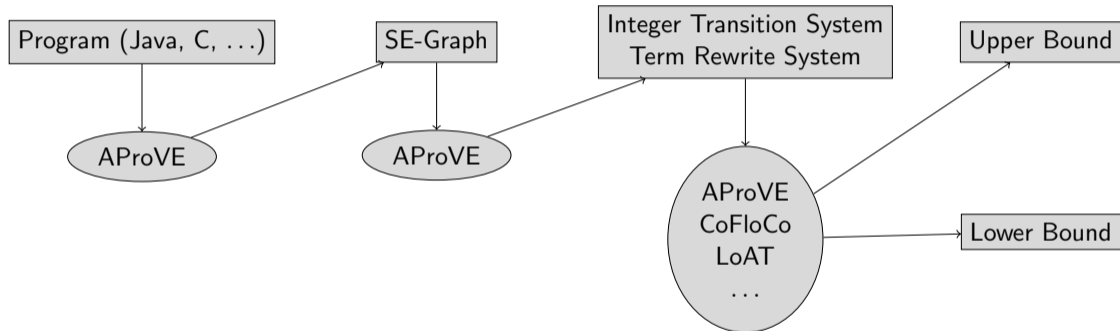 Program (Java, C, ...)
AProVE
SE-Graph
AProVE
Integer Transition System
Term Rewrite System
AProVE
CoFloCo
LoAT
...
Upper Bound
Lower Bound